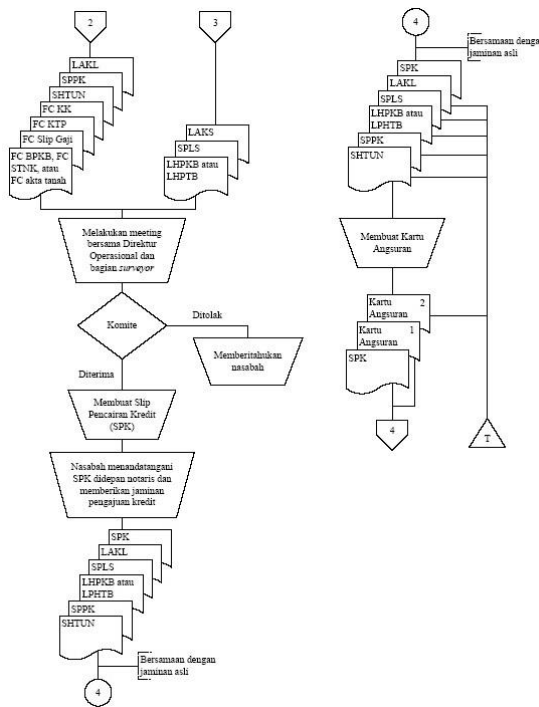 2
LAKL
SPPK
SHTUN
FC KK
FC KTP
FC Slip Gaji
FC BPKB, FC
STNK, atau
FC akta tanah
3
LAKS
SPLS
LHPKB atau
LHPTB
Melakukan meeting
bersama Direktur
Operasional dan
bagian surveyor
Komite
Ditolak
Memberitahukan
nasabah
Diterima
Membuat Slip
Pencairan Kredit
(SPK)
Nasabah menandatangani
SPK didepan notaris dan
memberikan jaminan
pengajuan kredit
SPK
LAKL
SPLS
LHPKB atau
LPHTB
SPPK
SHTUN
Bersamaan dengan
jaminan asli
4
4
Bersamaan denga
jaminan asli
SPK
LAKL
SPLS
LHPKB atau
LPHTB
SPPK
SHTUN
Membuat Kartu
Angsuran
Kartu 2
Angsuran
Kartu 1
Angsuran
SPK
4
T